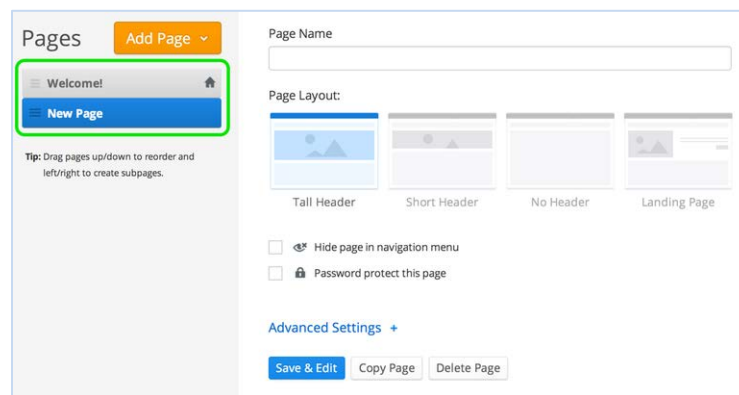 Pages
Add Page
Welcome!
New Page
Tip: Drag pages up/down to reorder and
left/right to create subpages.
Page Name
Page Layout:
Tall Header
Short Header
No Header
Landing Page
Hide page in navigation menu
Password protect this page
Advanced Settings +
Save & Edit
Copy Page
Delete Page